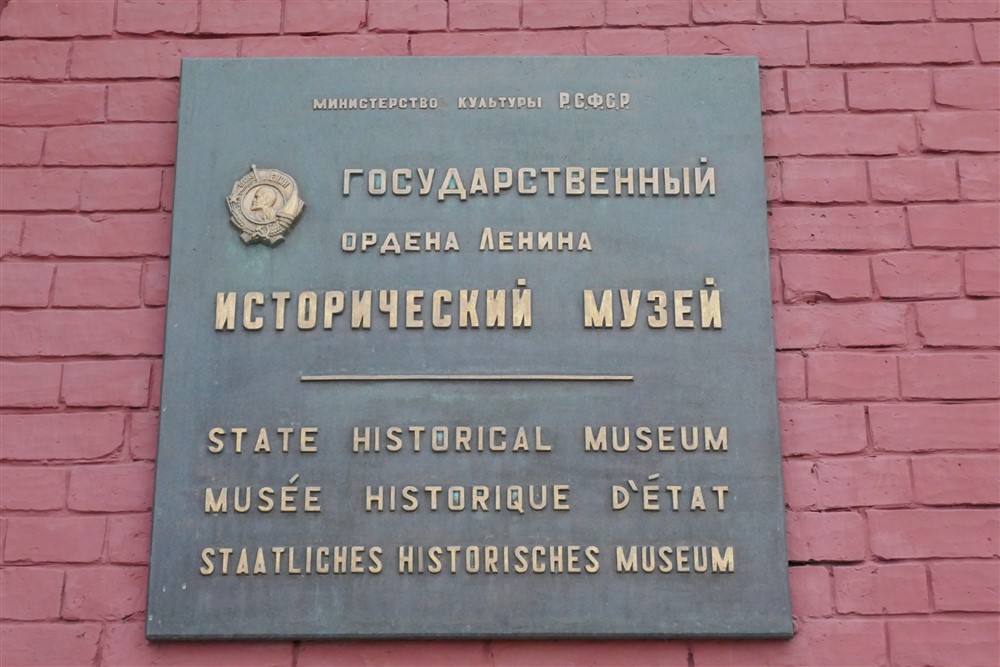 МИНИСТЕРСТВО КУЛЬТУРЫ Р.С.Ф.С.Р.
ГОСУДАРСТВЕННЫЙ
ОРДЕНА ЛЕНИНА
ИСТОРИЧЕСКИЙ МУЗЕЙ
STATE HISTORICAL MUSEUM
MUSÉE HISTORIQUE D'ÉTAT
STAATLICHES HISTORISCHES MUSEUM